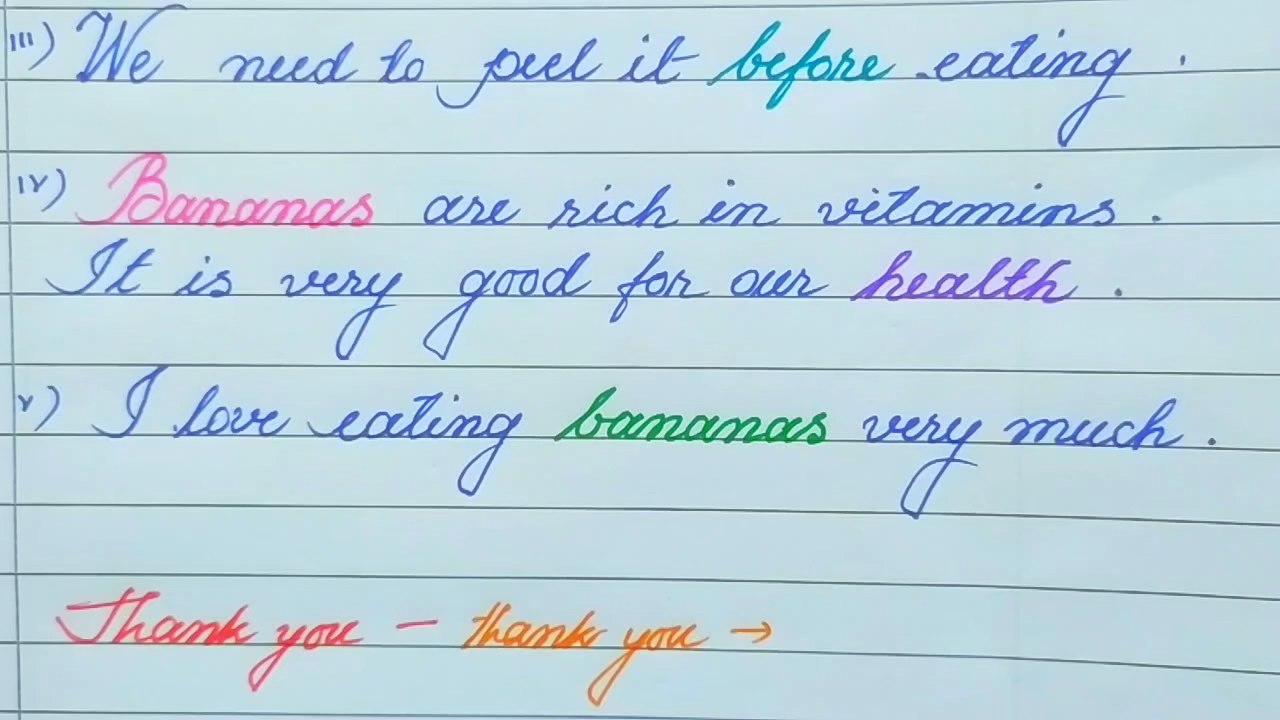 iii) We need to peel it before eating .
iv) Bananas are rich in vitamins .
It is very good for our health .
v) I love eating bananas very much .
Thank you – thank you →